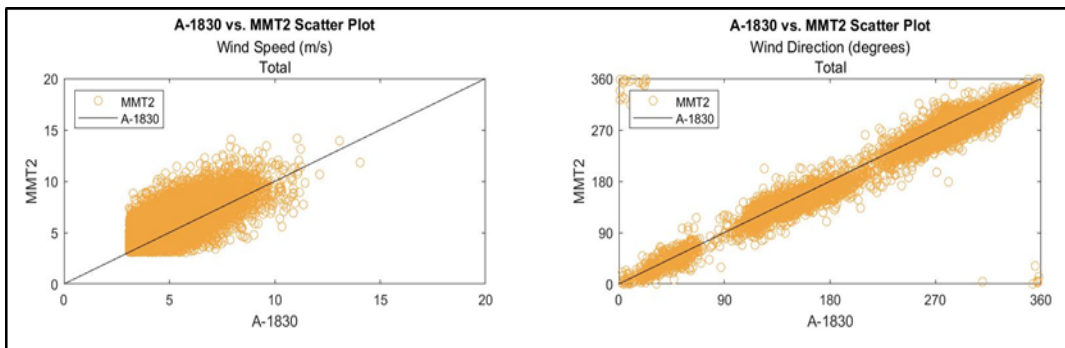 A-1830 vs. MMT2 Scatter Plot
Wind Speed (m/s)
Total
20
15
10
5
0
MMT2
MMT2
A-1830
0 5 10 15 20
A-1830
A-1830 vs. MMT2 Scatter Plot
Wind Direction (degrees)
Total
360
270
180
90
0
MMT2
MMT2
A-1830
0 90 180 270 360
A-1830